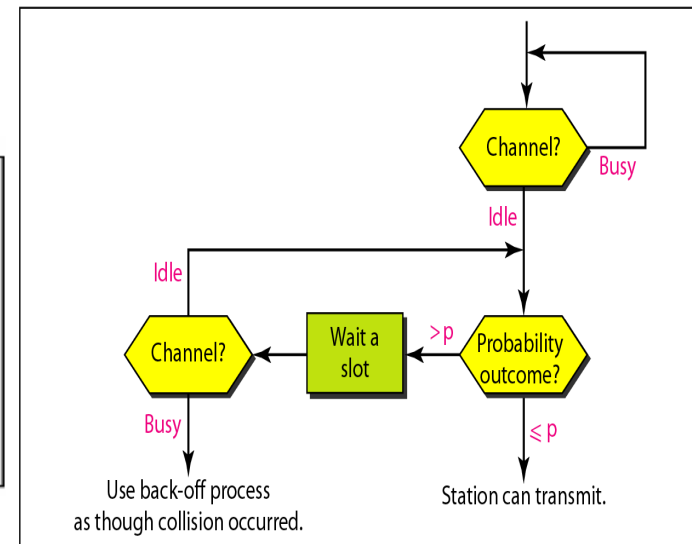 Channel?
Busy
Idle
Idle
Channel?
Wait a
slot
>p
Probability
outcome?
Busy
⩽ p
Use back-off process
as though collision occurred.
Station can transmit.